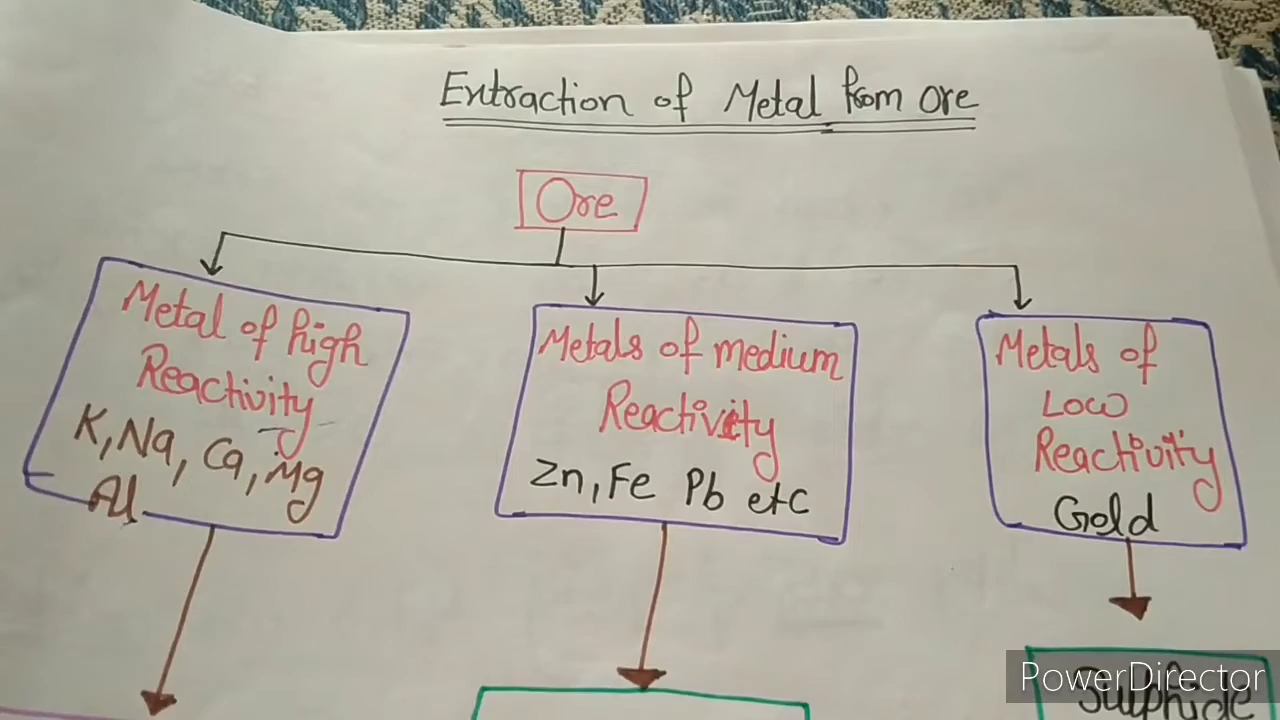 Extraction of Metal from ore
Ore
Metal of high
Reactivity
K, Na, Ca, Mg
Al
Metals of medium
Reactivity
Zn, Fe Pb etc
Metals of
Low
Reactivity
Gold
Sulphide
PowerDirector